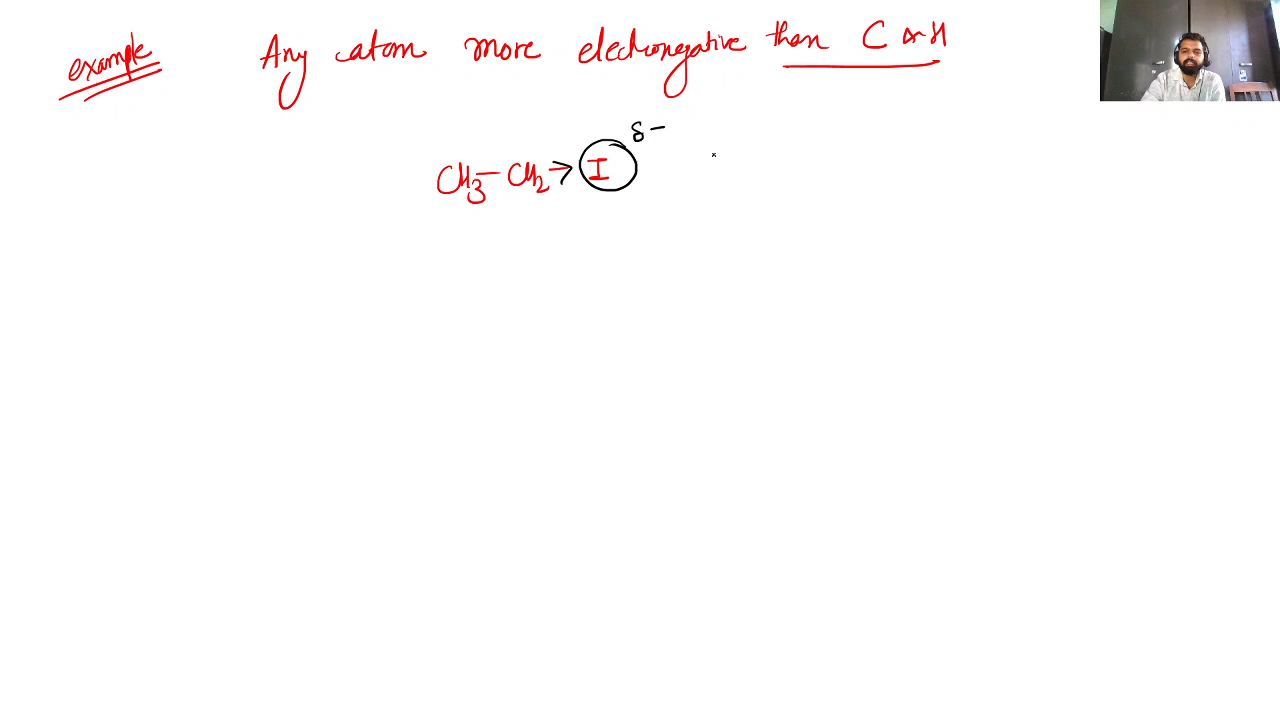 example Any atom more electronegative than C or H
δ-
CH3-CH2→I